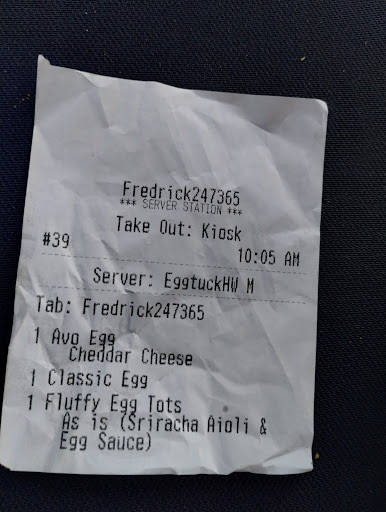 Fredrick247365
*** SERVER STATION ***
Take Out: Kiosk
#39
10:05 AM
Server: EggtuckHW M
Tab: Fredrick247365
1 Avo Egg
Cheddar Cheese
1 Classic Egg
1 Fluffy Egg Tots
As is (Sriracha Aioli &
Egg Sauce)